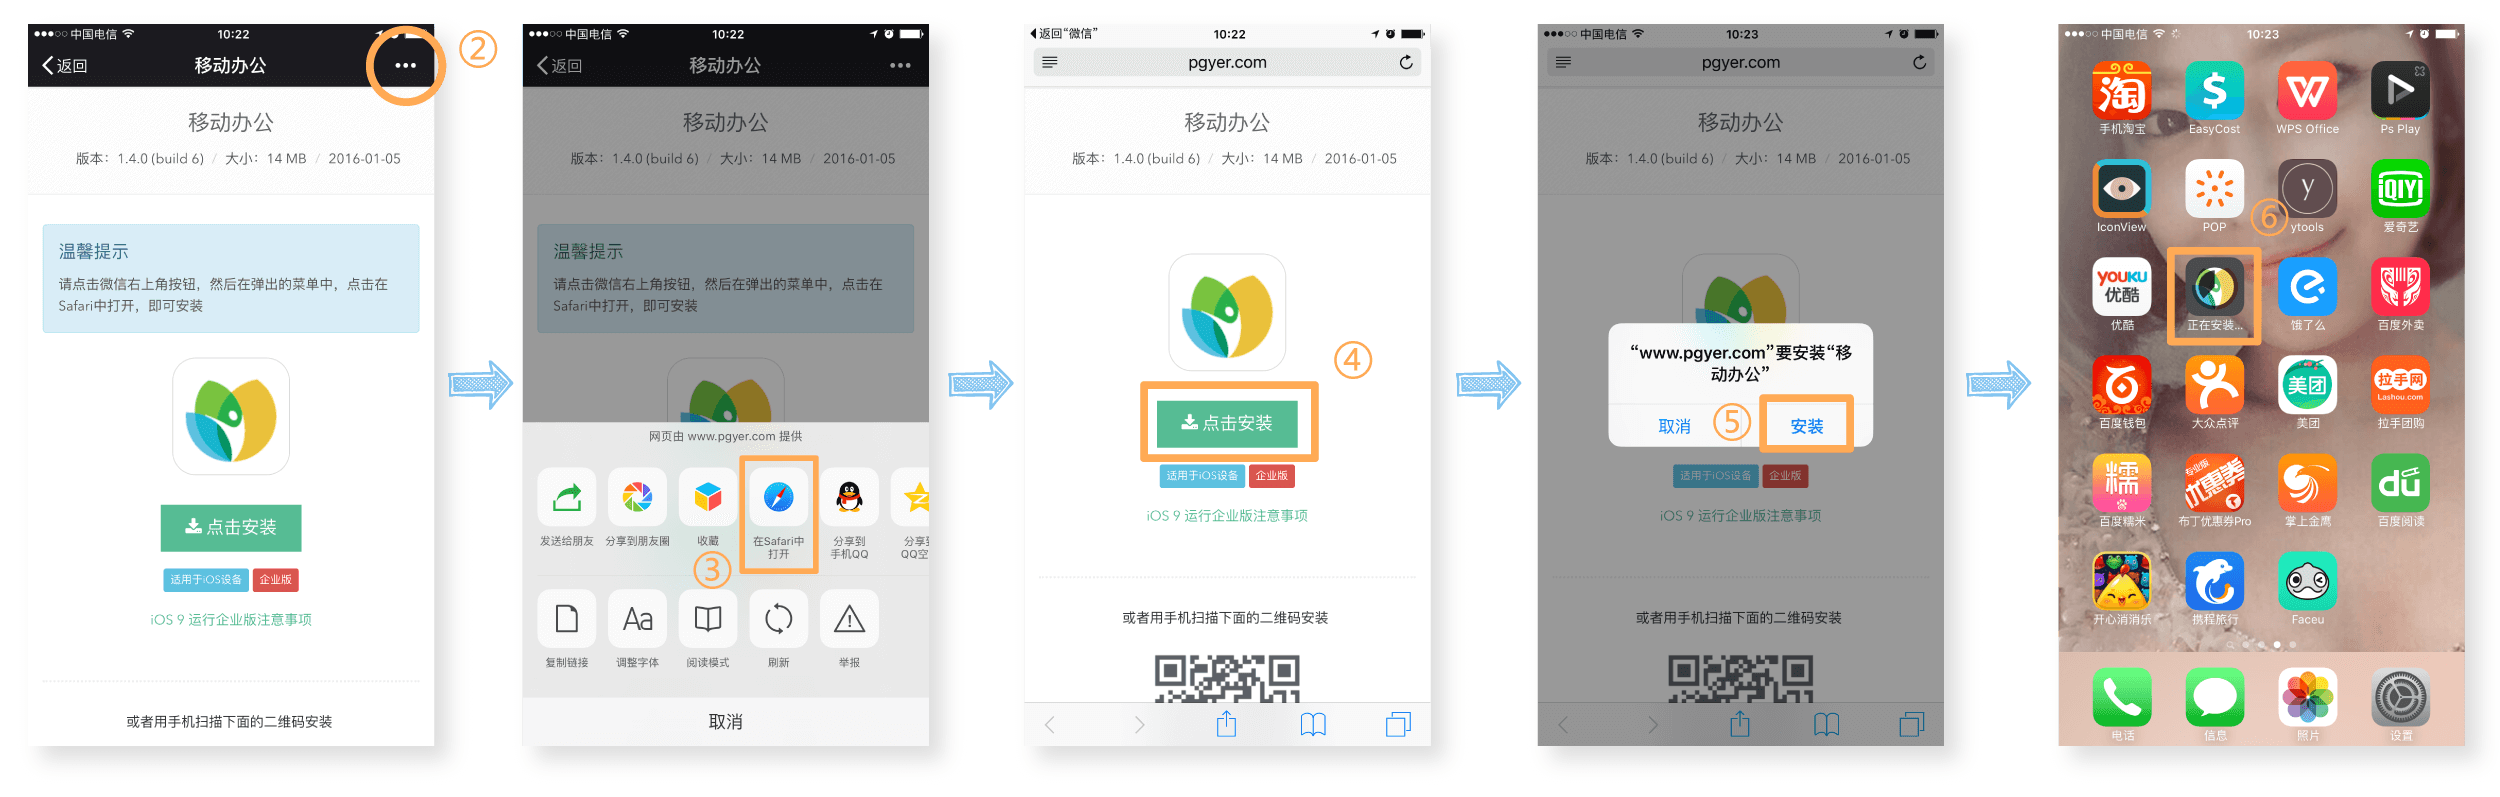 ●●●○○ 中国电信
10:22
返回
移动办公
•••
②
移动办公
版本：1.4.0 (build 6) / 大小：14 MB / 2016-01-05
温馨提示
请点击微信右上角按钮，然后在弹出的菜单中，点击在
Safari中打开，即可安装
点击安装
适用于iOS设备
企业版
iOS 9 运行企业版注意事项
或者用手机扫描下面的二维码安装
●●●○○ 中国电信
10:22
返回
移动办公
•••
移动办公
版本：1.4.0 (build 6) / 大小：14 MB / 2016-01-05
温馨提示
请点击微信右上角按钮，然后在弹出的菜单中，点击在
Safari中打开，即可安装
网页由 www.pgyer.com 提供
发送给朋友
分享到朋友圈
收藏
在Safari中
打开
分享到
手机QQ
分享到
QQ空
③
Aa
复制链接
调整字体
阅读模式
刷新
举报
取消
返回“微信”
10:22
pgyer.com
移动办公
版本：1.4.0 (build 6) / 大小：14 MB / 2016-01-05
④
点击安装
适用于iOS设备
企业版
iOS 9 运行企业版注意事项
或者用手机扫描下面的二维码安装
●●●○○ 中国电信
10:23
pgyer.com
移动办公
版本：1.4.0 (build 6) / 大小：14 MB / 2016-01-05
“www.pgyer.com”要安装“移
动办公”
取消
⑤
安装
适用于iOS设备
企业版
iOS 9 运行企业版注意事项
或者用手机扫描下面的二维码安装
●●●○○ 中国电信
10:23
淘
$
W
手机淘宝
EasyCost
WPS Office
Ps Play
y
iQIYI
⑥
IconView
POP
ytools
爱奇艺
YOUKU
优酷
e
优酷
正在安装...
饿了么
百度外卖
百
美团
拉手网
Lashou.com
百度钱包
大众点评
美团
拉手团购
糯
专业版
优惠券
du
百度糯米
布丁优惠券Pro
掌上金鹰
百度阅读
开心消消乐
携程旅行
Faceu
电话
信息
照片
设置